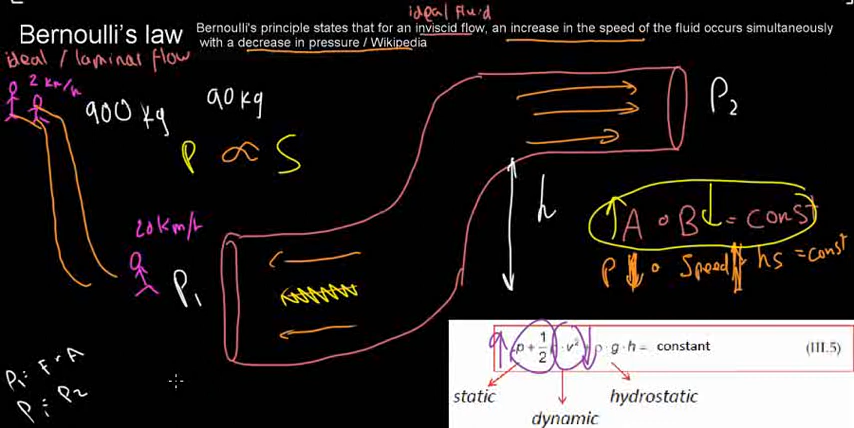 ideal fluid
Bernoulli's law
Bernoulli's principle states that for an inviscid flow, an increase in the speed of the fluid occurs simultaneously
with a decrease in pressure / Wikipedia
ideal / laminar flow
2 km/h
900 kg
90 kg
P ∝ S
P2
h
A ∘ B = const
20 km/h
P1
P ∘ Speed hs = const
p + 1/2 · v² ρ · g · h = constant (III.5)
static
hydrostatic
dynamic
P1 = F × A
P1 = P2